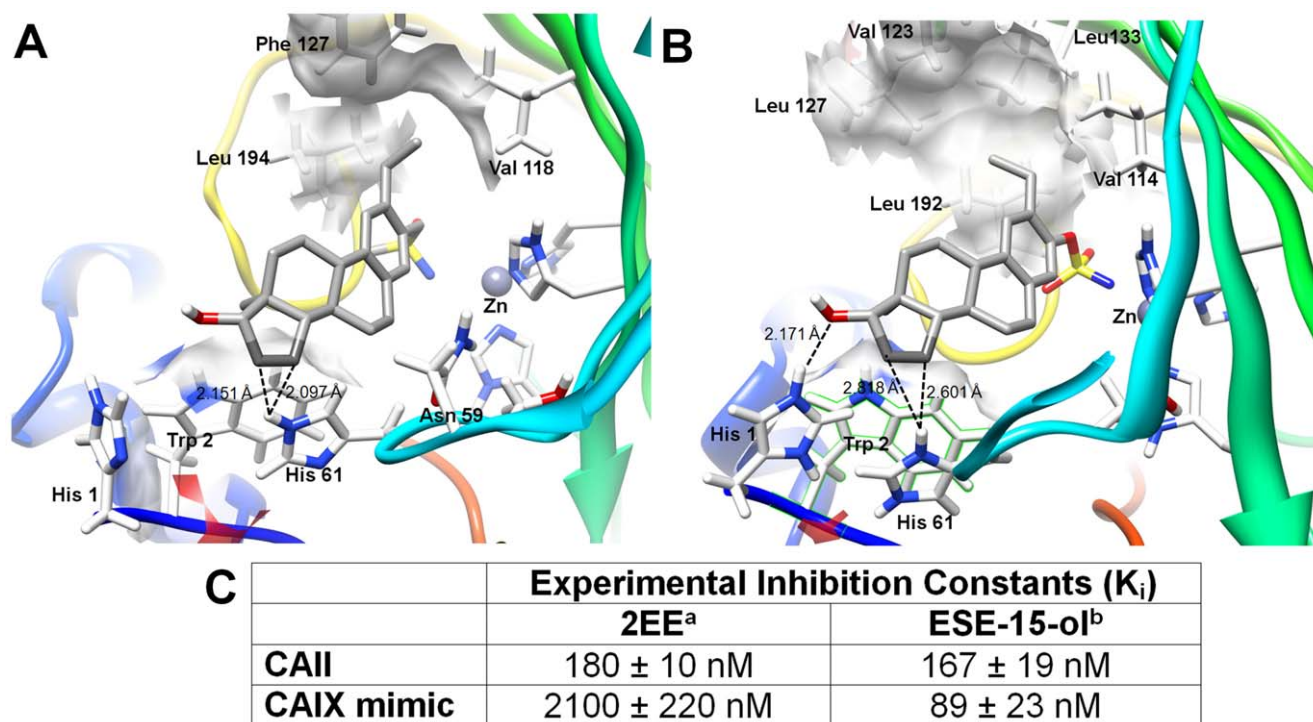 A
Phe 127
Leu 194
Val 118
Zn
2.151 Å
2.097 Å
Asn 59
His 1
Trp 2
His 61
B
Val 123
Leu133
Leu 127
Val 114
Leu 192
Zn
2.171 Å
2.818 Å
2.601 Å
His 1
Trp 2
His 61
C
Experimental Inhibition Constants (Ki)
2EEa ESE-15-olb
CAII 180 ± 10 nM 167 ± 19 nM
CAIX mimic 2100 ± 220 nM 89 ± 23 nM